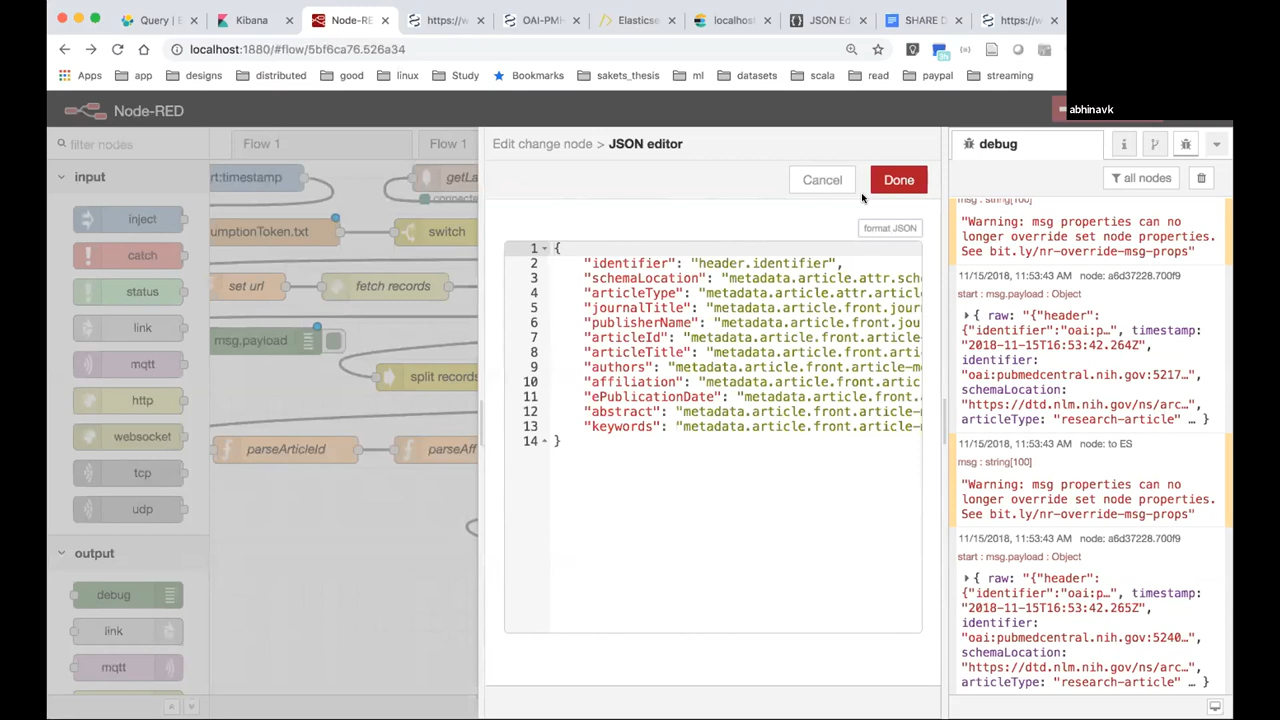 Query | E
Kibana
Node-RE
https://w
OAI-PMH
Elasticse
localhos
JSON Ed
SHARE D
https://w
localhost:1880/#flow/5bf6ca76.526a34
Apps
app
designs
distributed
good
linux
Study
Bookmarks
sakets_thesis
ml
datasets
scala
read
paypal
streaming
abhinavk
Node-RED
filter nodes
Flow 1
Flow 1
Edit change node > JSON editor
debug
input
rt:timestamp
getLa
connecte
Cancel
Done
all nodes
inject
umptionToken.txt
switch
format JSON
catch
set url
fetch records
status
msg.payload
link
split records
mqtt
parseArticleId
parseAff
http
websocket
tcp
udp
output
debug
link
mqtt
1 {
2 "identifier": "header.identifier",
3 "schemaLocation": "metadata.article.attr.sch
4 "articleType": "metadata.article.attr.articl
5 "journalTitle": "metadata.article.front.jour
6 "publisherName": "metadata.article.front.jou
7 "articleId": "metadata.article.front.article
8 "articleTitle": "metadata.article.front.arti
9 "authors": "metadata.article.front.article-m
10 "affiliation": "metadata.article.front.artic
11 "ePublicationDate": "metadata.article.front.
12 "abstract": "metadata.article.front.article-m
13 "keywords": "metadata.article.front.article-m
14 }
msg : string[100]
"Warning: msg properties can no
longer override set node properties.
See bit.ly/nr-override-msg-props"
11/15/2018, 11:53:43 AM node: a6d37228.700f9
start : msg.payload : Object
{ raw: "{"header":
{"identifier":"oai:p…", timestamp:
"2018-11-15T16:53:42.264Z",
identifier:
"oai:pubmedcentral.nih.gov:5217…",
schemaLocation:
"https://dtd.nlm.nih.gov/ns/arc…",
articleType: "research-article" … }
11/15/2018, 11:53:43 AM node: to ES
msg : string[100]
"Warning: msg properties can no
longer override set node properties.
See bit.ly/nr-override-msg-props"
11/15/2018, 11:53:43 AM node: a6d37228.700f9
start : msg.payload : Object
{ raw: "{"header":
{"identifier":"oai:p…", timestamp:
"2018-11-15T16:53:42.265Z",
identifier:
"oai:pubmedcentral.nih.gov:5240…",
schemaLocation:
"https://dtd.nlm.nih.gov/ns/arc…",
articleType: "research-article" … }